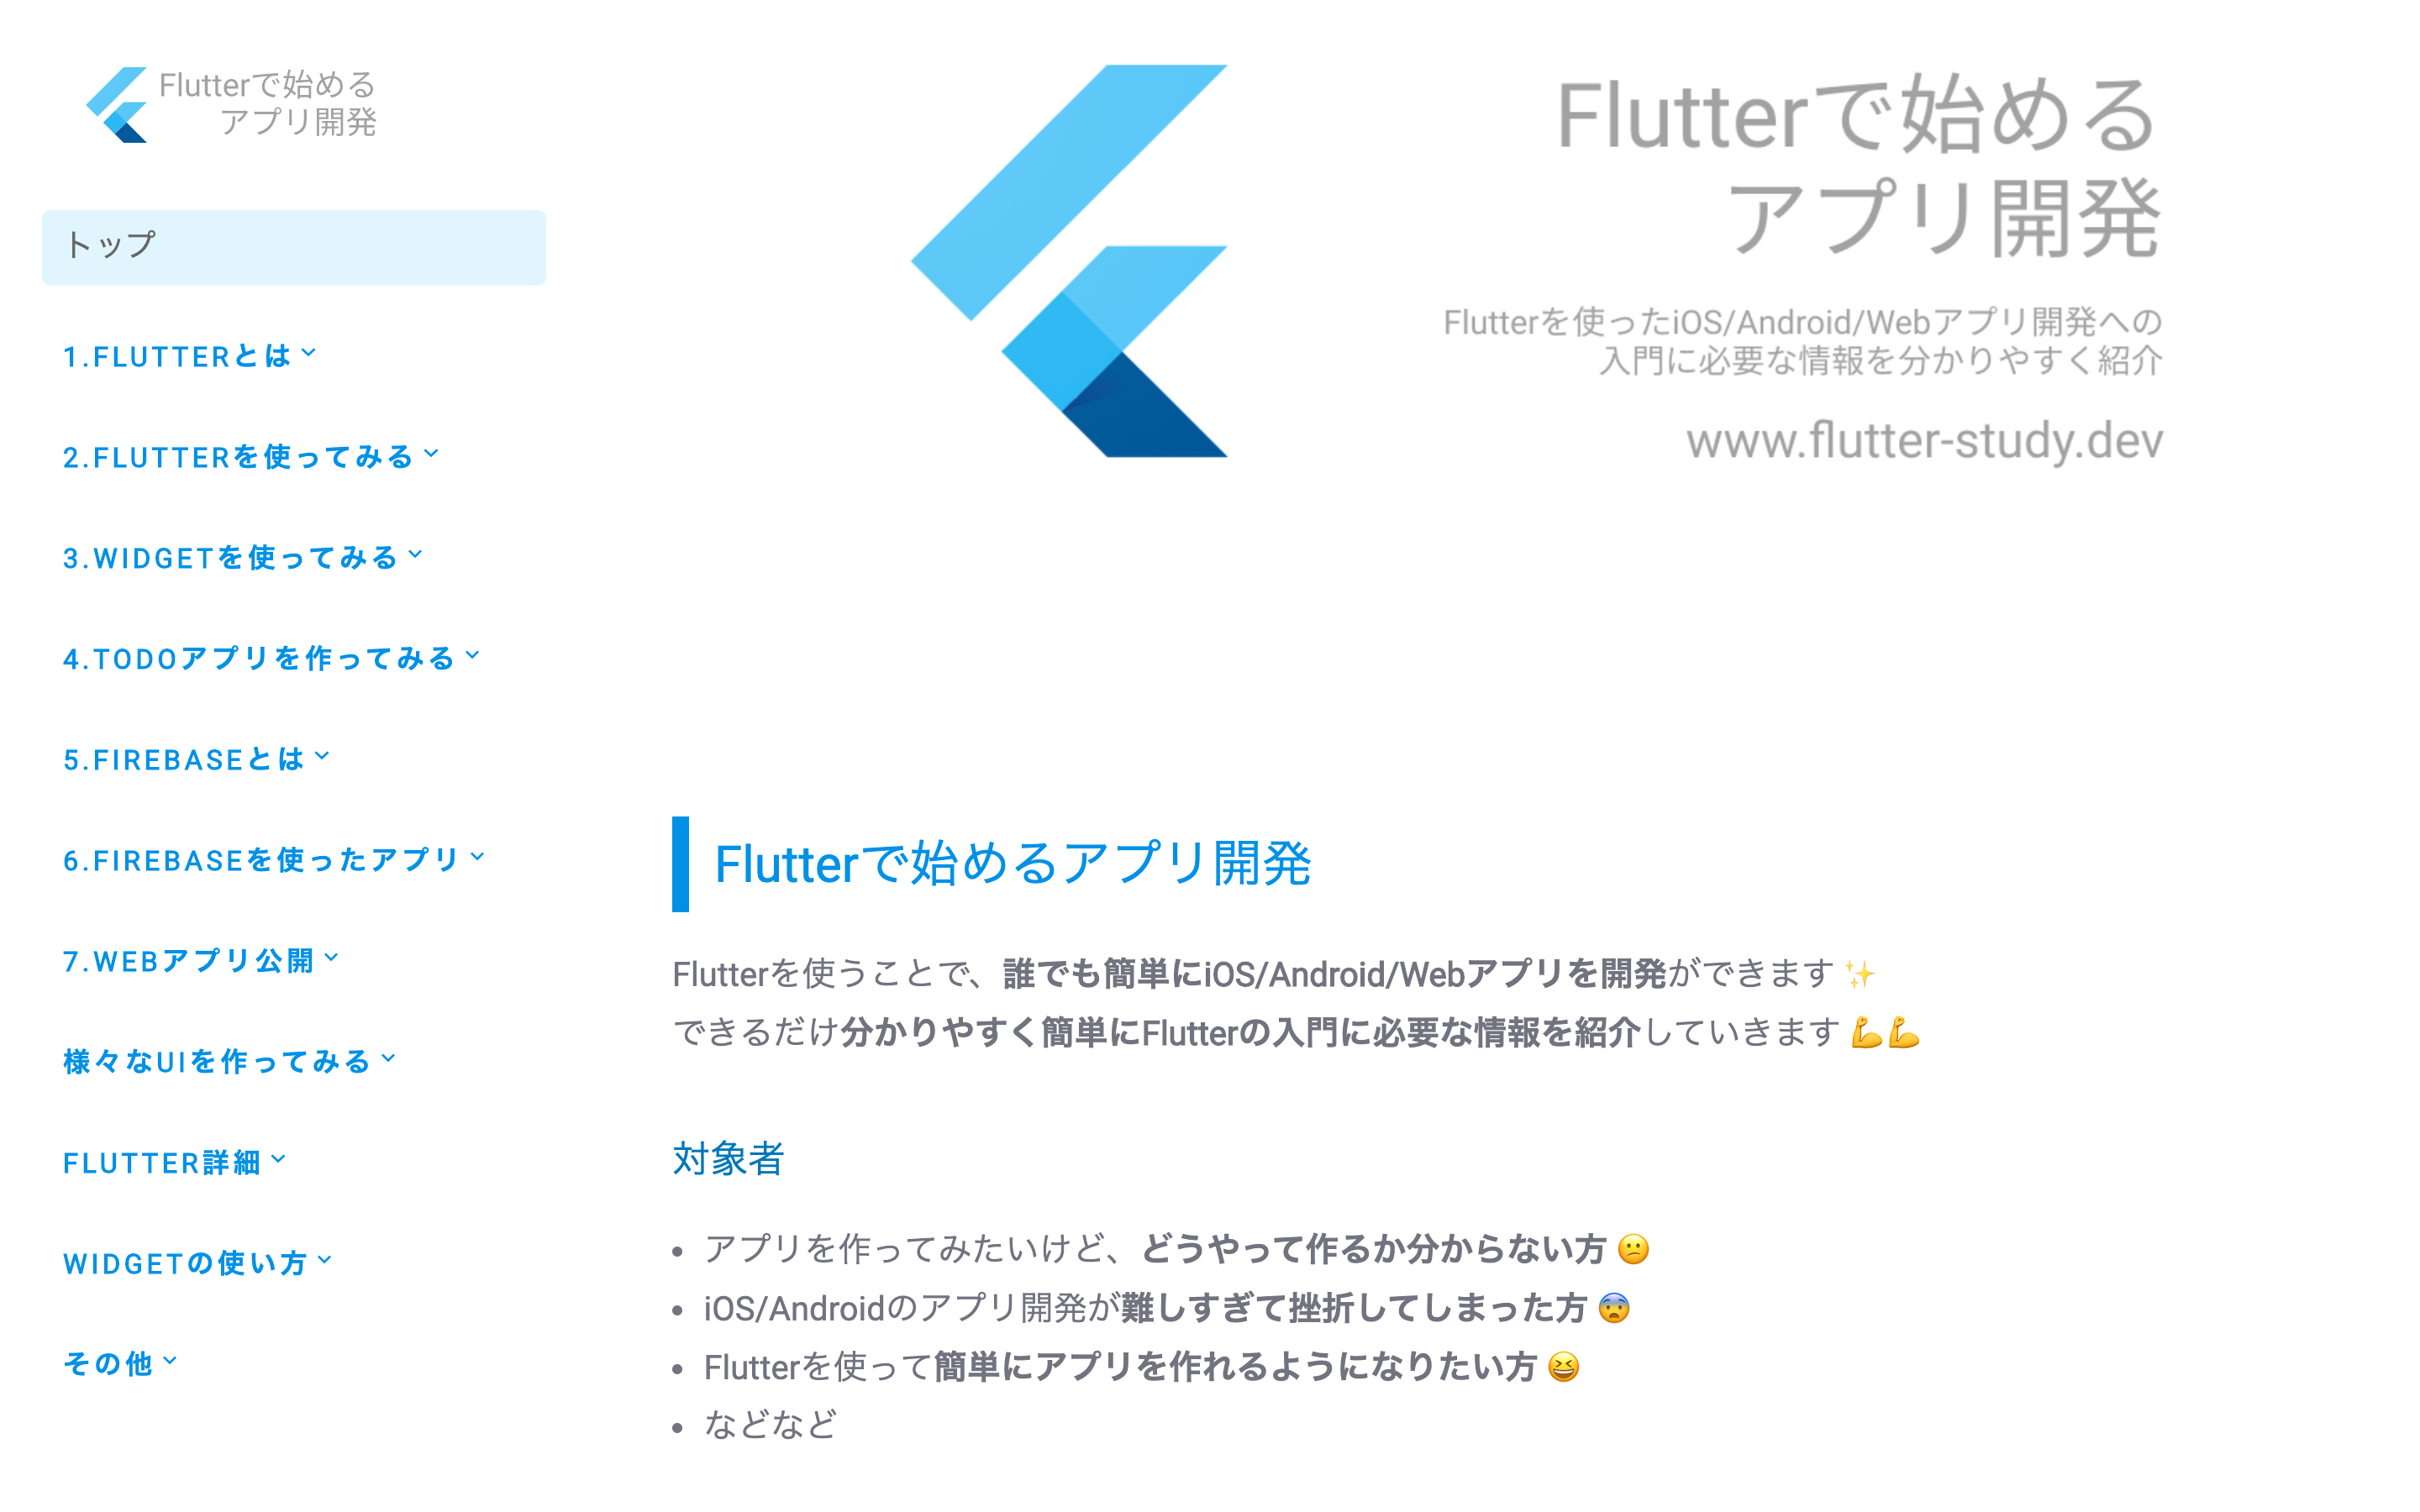 Flutterで始める
アプリ開発
トップ
1.FLUTTERとは
2.FLUTTERを使ってみる
3.WIDGETを使ってみる
4.TODOアプリを作ってみる
5.FIREBASEとは
6.FIREBASEを使ったアプリ
7.WEBアプリ公開
様々なUIを作ってみる
FLUTTER詳細
WIDGETの使い方
その他
Flutterで始める
アプリ開発
Flutterを使ったiOS/Android/Webアプリ開発への
入門に必要な情報を分かりやすく紹介
www.flutter-study.dev
Flutterで始めるアプリ開発
Flutterを使うことで、誰でも簡単にiOS/Android/Webアプリを開発ができます ✨
できるだけ分かりやすく簡単にFlutterの入門に必要な情報を紹介していきます 💪💪
対象者
• アプリを作ってみたいけど、どうやって作るか分からない方 😕
• iOS/Androidのアプリ開発が難しすぎて挫折してしまった方 😨
• Flutterを使って簡単にアプリを作れるようになりたい方 😆
• などなど